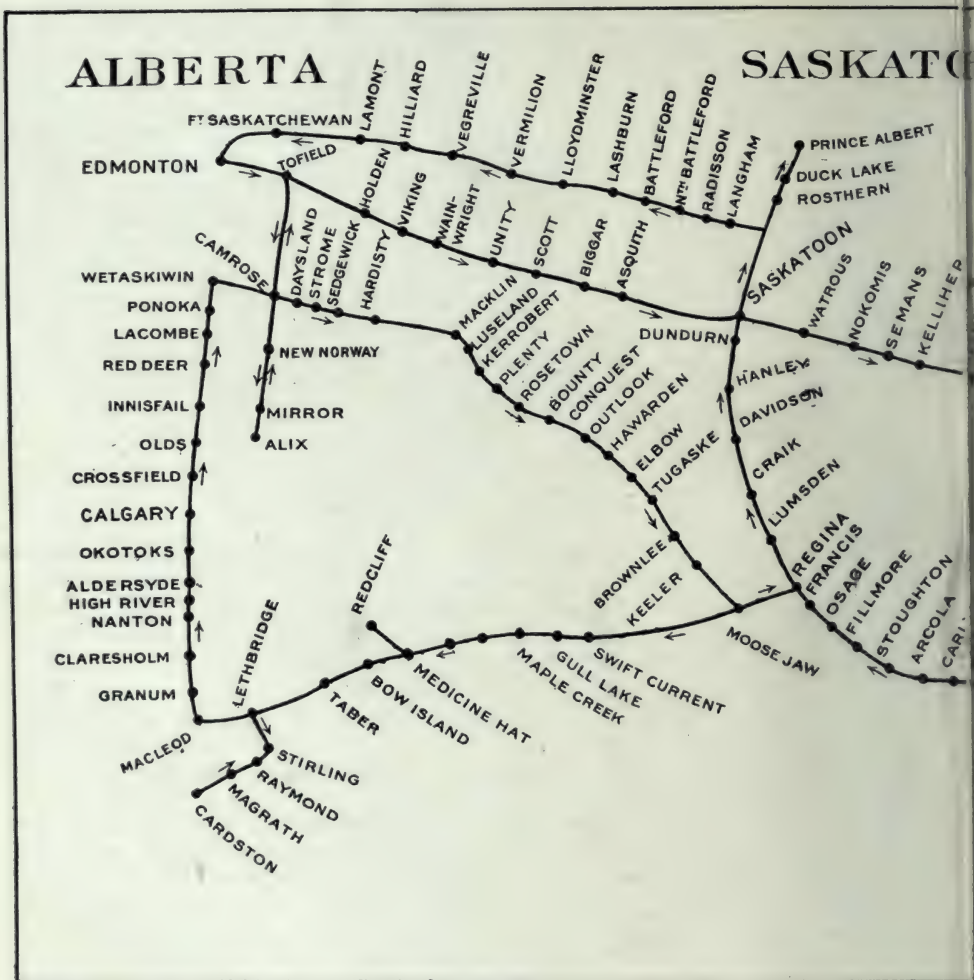 ALBERTA
SASKATC
Fᵀ SASKATCHEWAN
LAMONT
HILLIARD
VEGREVILLE
VERMILION
LLOYDMINSTER
LASHBURN
BATTLEFORD
Nᵀᴴ BATTLEFORD
RADISSON
LANGHAM
PRINCE ALBERT
DUCK LAKE
ROSTHERN
EDMONTON
TOFIELD
HOLDEN
VIKING
WAIN-
WRIGHT
UNITY
SCOTT
BIGGAR
ASQUITH
SASKATOON
WATROUS
NOKOMIS
SEMANS
KELLIHER
WETASKIWIN
CAMROSE
DAYSLAND
STROME
SEDGEWICK
HARDISTY
MACKLIN
LUSELAND
KERROBERT
PLENTY
ROSETOWN
BOUNTY
CONQUEST
OUTLOOK
HAWARDEN
ELBOW
TUGASKE
BROWNLEE
KEELER
DUNDURN
HANLEY
DAVIDSON
CRAIK
LUMSDEN
REGINA
FRANCIS
OSAGE
FILLMORE
STOUGHTON
ARCOLA
CARL
PONOKA
LACOMBE
RED DEER
INNISFAIL
OLDS
CROSSFIELD
CALGARY
OKOTOKS
ALDERSYDE
HIGH RIVER
NANTON
CLARESHOLM
GRANUM
MACLEOD
NEW NORWAY
MIRROR
ALIX
LETHBRIDGE
REDCLIFF
MOOSE JAW
SWIFT CURRENT
GULL LAKE
MAPLE CREEK
MEDICINE HAT
BOW ISLAND
TABER
STIRLING
RAYMOND
MAGRATH
CARDSTON